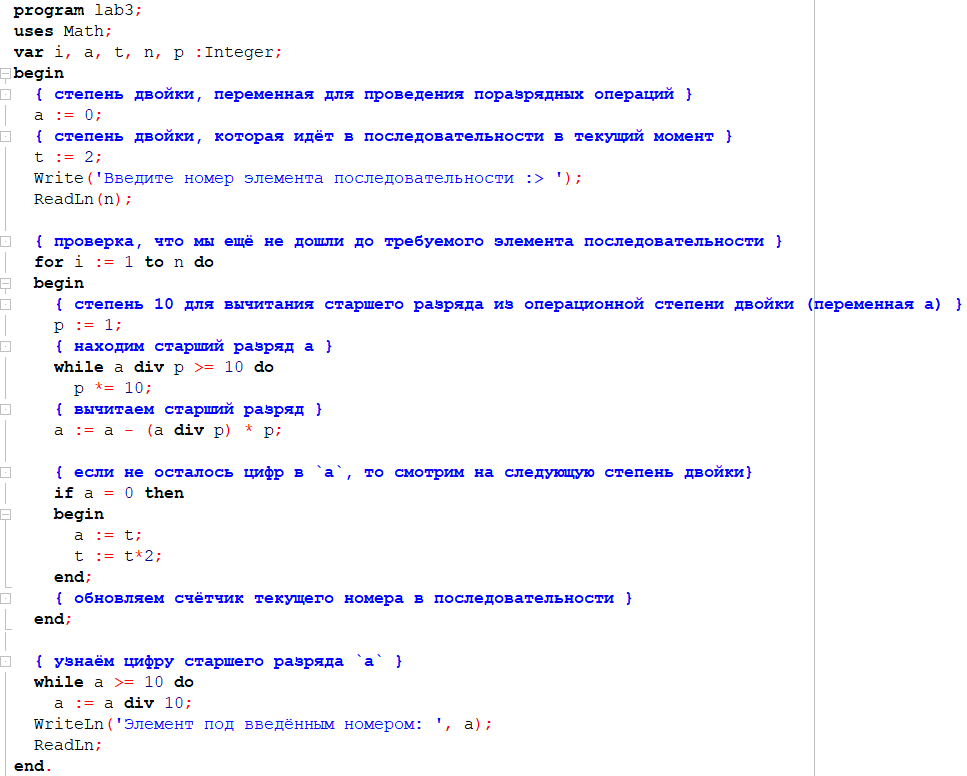 program lab3;
uses Math;
var i, a, t, n, p :Integer;
begin
{ степень двойки, переменная для проведения поразрядных операций }
a := 0;
{ степень двойки, которая идёт в последовательности в текущий момент }
t := 2;
Write('Введите номер элемента последовательности :> ');
ReadLn(n);
{ проверка, что мы ещё не дошли до требуемого элемента последовательности }
for i := 1 to n do
begin
{ степень 10 для вычитания старшего разряда из операционной степени двойки (переменная a) }
p := 1;
{ находим старший разряд a }
while a div p >= 10 do
p *= 10;
{ вычитаем старший разряд }
a := a - (a div p) * p;
{ если не осталось цифр в `a`, то смотрим на следующую степень двойки}
if a = 0 then
begin
a := t;
t := t*2;
end;
{ обновляем счётчик текущего номера в последовательности }
end;
{ узнаём цифру старшего разряда `a` }
while a >= 10 do
a := a div 10;
WriteLn('Элемент под введённым номером: ', a);
ReadLn;
end.